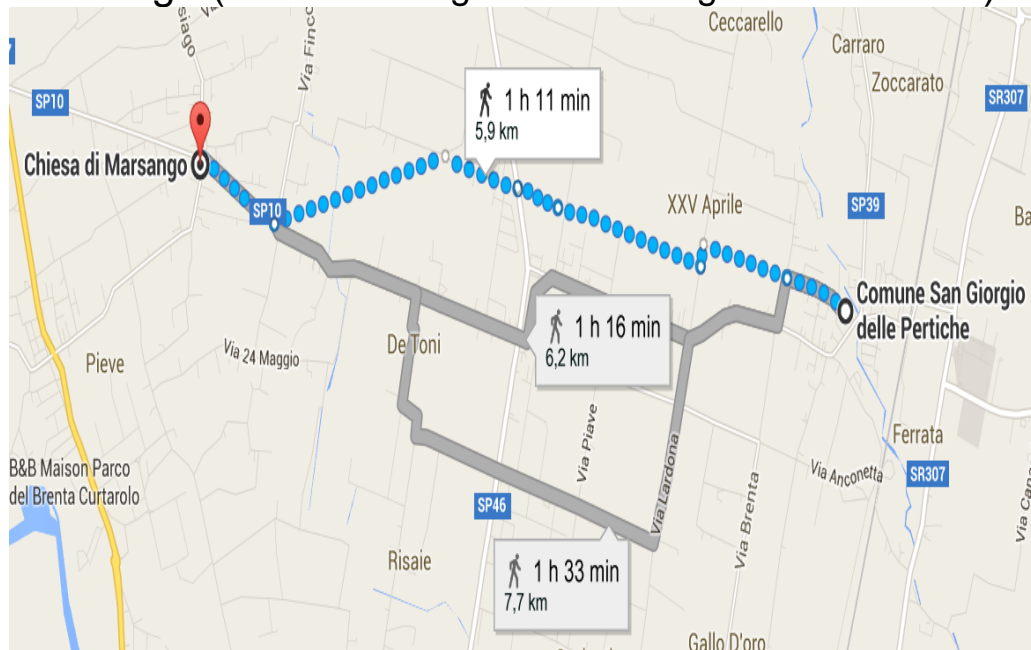 Ceccarello
Carraro
Zoccarato
SR307
SP10
Via Finco
1 h 11 min
5,9 km
Chiesa di Marsango
SP10
XXV Aprile
SP39
Comune San Giorgio
delle Pertiche
1 h 16 min
6,2 km
De Toni
Via 24 Maggio
Pieve
Via Piave
Via Lardona
Ferrata
B&B Maison Parco
del Brenta Curtarolo
Via Anconetta
SR307
SP46
Via Brenta
1 h 33 min
7,7 km
Risaie
Gallo D'oro